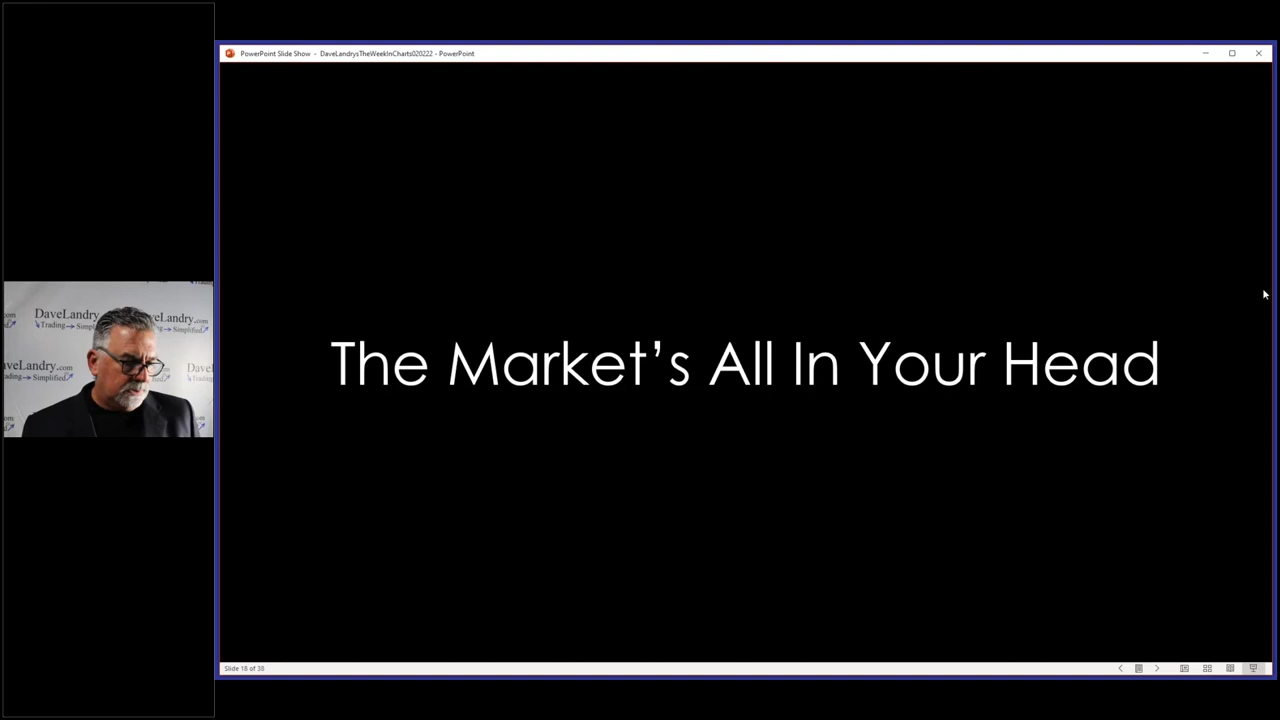 PowerPoint Slide Show - DaveLandrysTheWeekInCharts020222 - PowerPoint
DaveLandry.com
Trading Simplified
The Market's All In Your Head
Slide 18 of 38